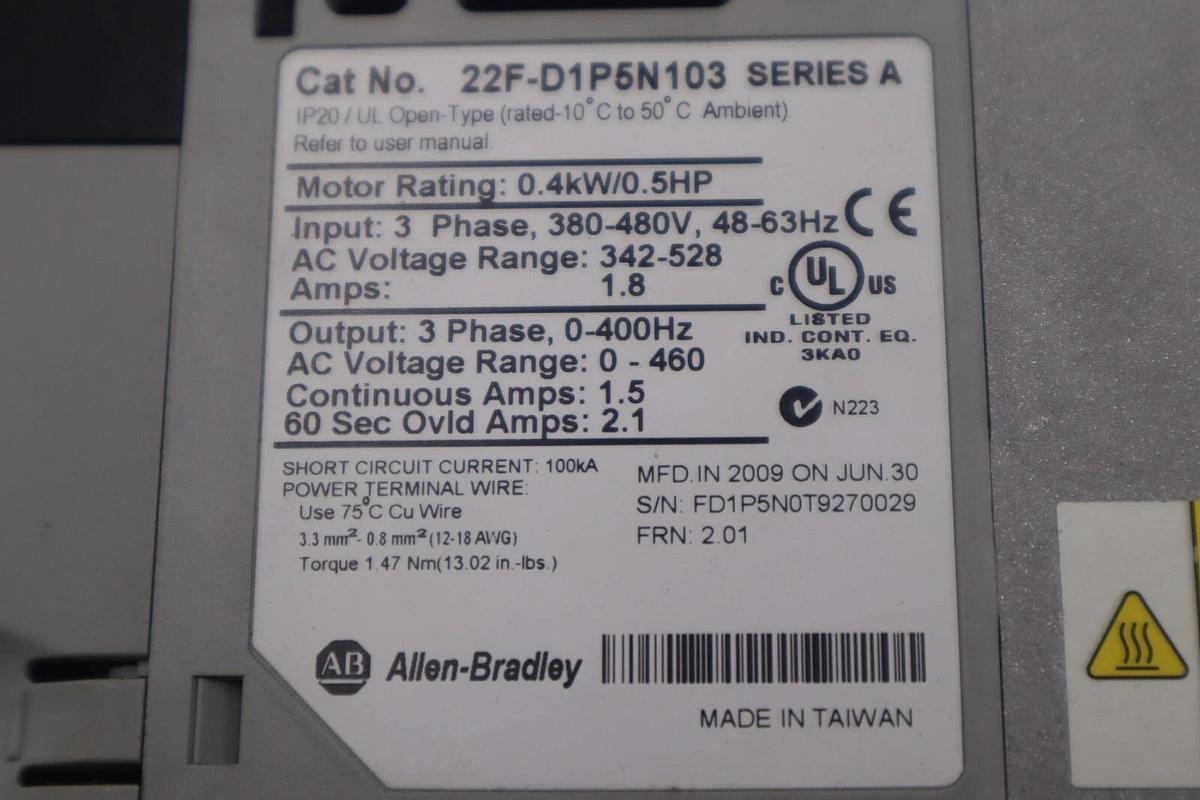 Cat No. 22F-D1P5N103 SERIES A
IP20 / UL Open-Type (rated-10°C to 50°C Ambient)
Refer to user manual.
Motor Rating: 0.4kW/0.5HP
Input: 3 Phase, 380-480V, 48-63Hz
CE
AC Voltage Range: 342-528
Amps: 1.8
C UL US
LISTED
IND. CONT. EQ.
3KA0
Output: 3 Phase, 0-400Hz
AC Voltage Range: 0 - 460
Continuous Amps: 1.5
60 Sec Ovld Amps: 2.1
N223
SHORT CIRCUIT CURRENT: 100kA
POWER TERMINAL WIRE:
Use 75°C Cu Wire
3.3 mm²- 0.8 mm² (12-18 AWG)
Torque 1.47 Nm(13.02 in.-lbs.)
MFD.IN 2009 ON JUN.30
S/N: FD1P5N0T9270029
FRN: 2.01
AB Allen-Bradley
MADE IN TAIWAN